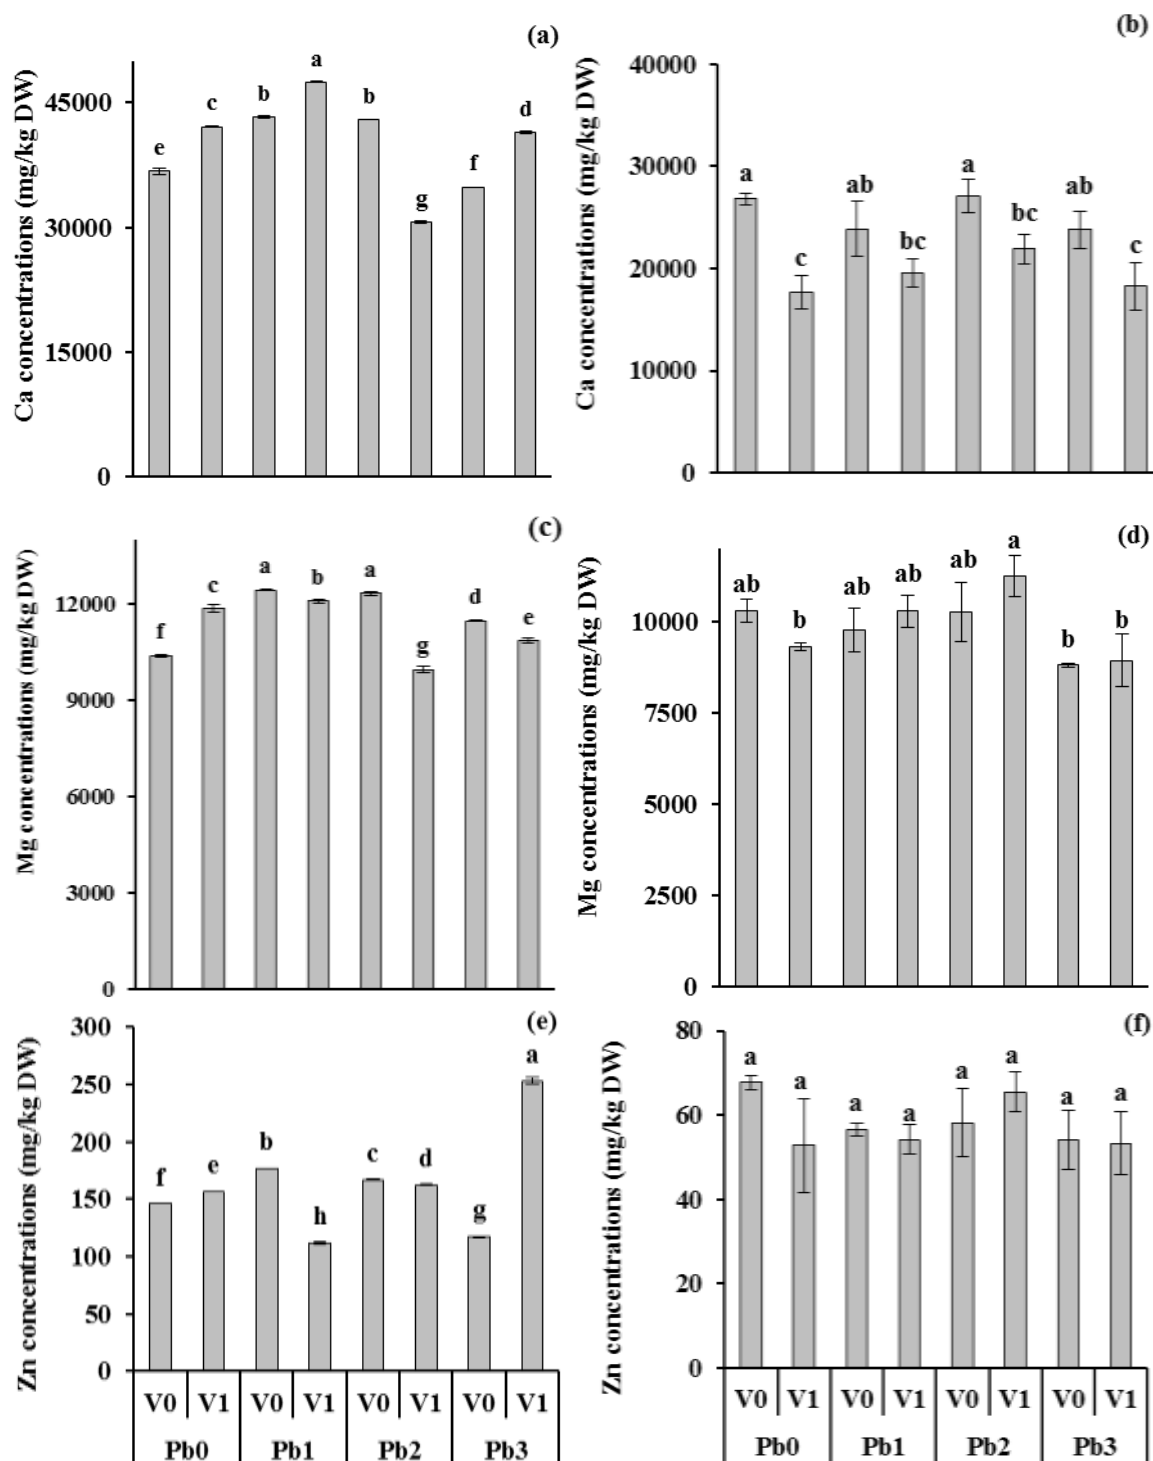 (a)
Ca concentrations (mg/kg DW)
45000
30000
15000
0
e c b a b g f d
(b)
Ca concentrations (mg/kg DW)
40000
30000
20000
10000
0
a c ab bc a bc ab c
(c)
Mg concentrations (mg/kg DW)
12000
9000
6000
3000
0
f c a b a g d e
(d)
Mg concentrations (mg/kg DW)
10000
7500
5000
2500
0
ab b ab ab ab a b b
(e)
Zn concentrations (mg/kg DW)
300
250
200
150
100
50
0
f e b h c d g a
V0 V1 V0 V1 V0 V1 V0 V1
Pb0 Pb1 Pb2 Pb3
(f)
Zn concentrations (mg/kg DW)
80
60
40
20
0
a a a a a a a a
V0 V1 V0 V1 V0 V1 V0 V1
Pb0 Pb1 Pb2 Pb3